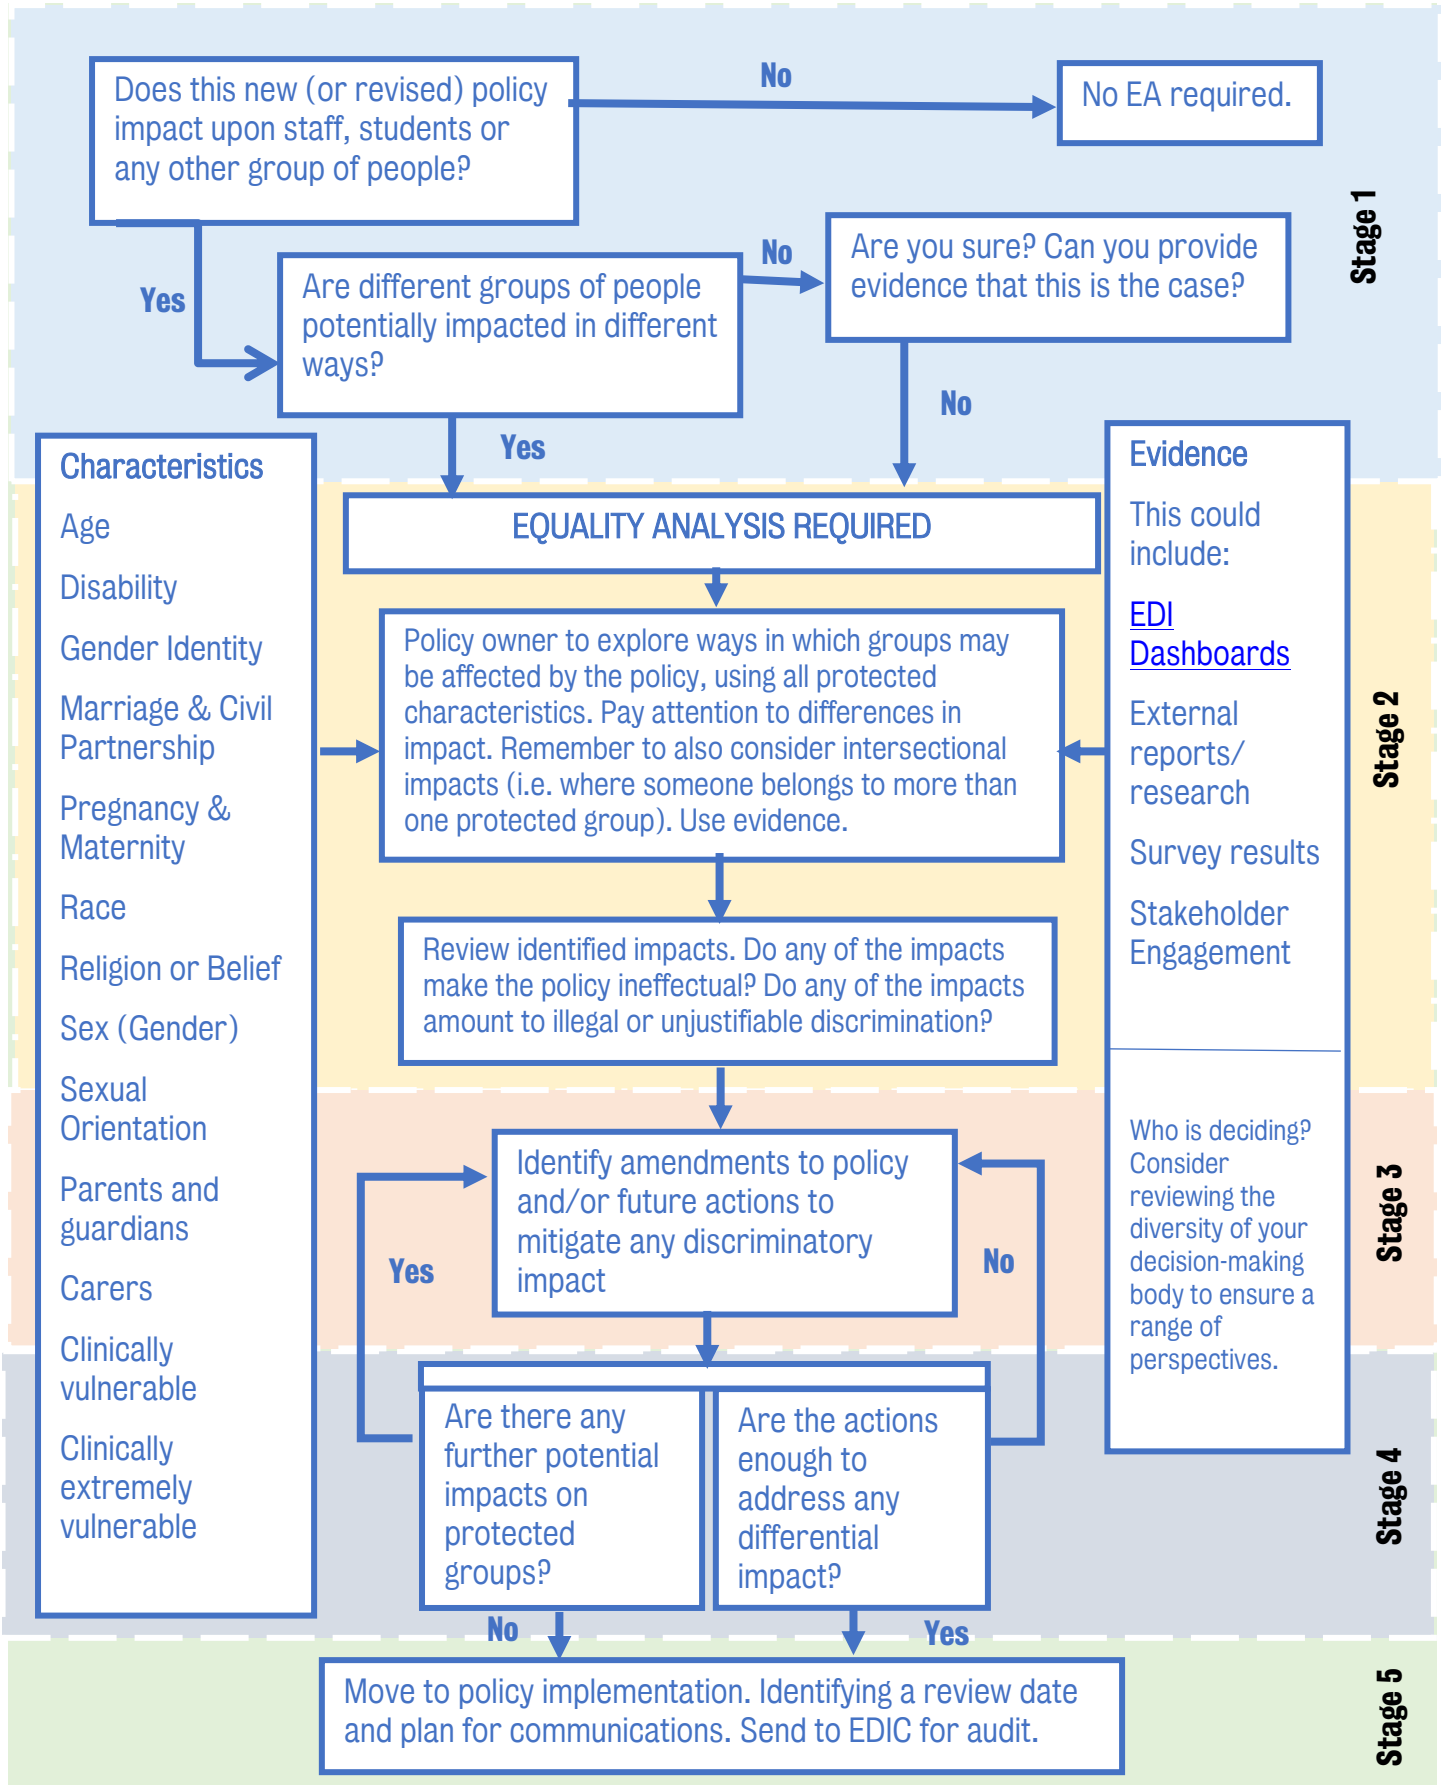 Does this new (or revised) policy
impact upon staff, students or
any other group of people?
No
No EA required.
Stage 1
Yes
Are different groups of people
potentially impacted in different
ways?
No
Are you sure? Can you provide
evidence that this is the case?
Yes
No
Characteristics
Age
Disability
Gender Identity
Marriage & Civil
Partnership
Pregnancy &
Maternity
Race
Religion or Belief
Sex (Gender)
Sexual
Orientation
Parents and
guardians
Carers
Clinically
vulnerable
Clinically
extremely
vulnerable
EQUALITY ANALYSIS REQUIRED
Policy owner to explore ways in which groups may
be affected by the policy, using all protected
characteristics. Pay attention to differences in
impact. Remember to also consider intersectional
impacts (i.e. where someone belongs to more than
one protected group). Use evidence.
Review identified impacts. Do any of the impacts
make the policy ineffectual? Do any of the impacts
amount to illegal or unjustifiable discrimination?
Evidence
This could
include:
EDI
Dashboards
External
reports/
research
Survey results
Stakeholder
Engagement
Who is deciding?
Consider
reviewing the
diversity of your
decision-making
body to ensure a
range of
perspectives.
Stage 2
Identify amendments to policy
and/or future actions to
mitigate any discriminatory
impact
Yes
No
Stage 3
Are there any
further potential
impacts on
protected
groups?
Are the actions
enough to
address any
differential
impact?
Stage 4
No
Yes
Move to policy implementation. Identifying a review date
and plan for communications. Send to EDIC for audit.
Stage 5